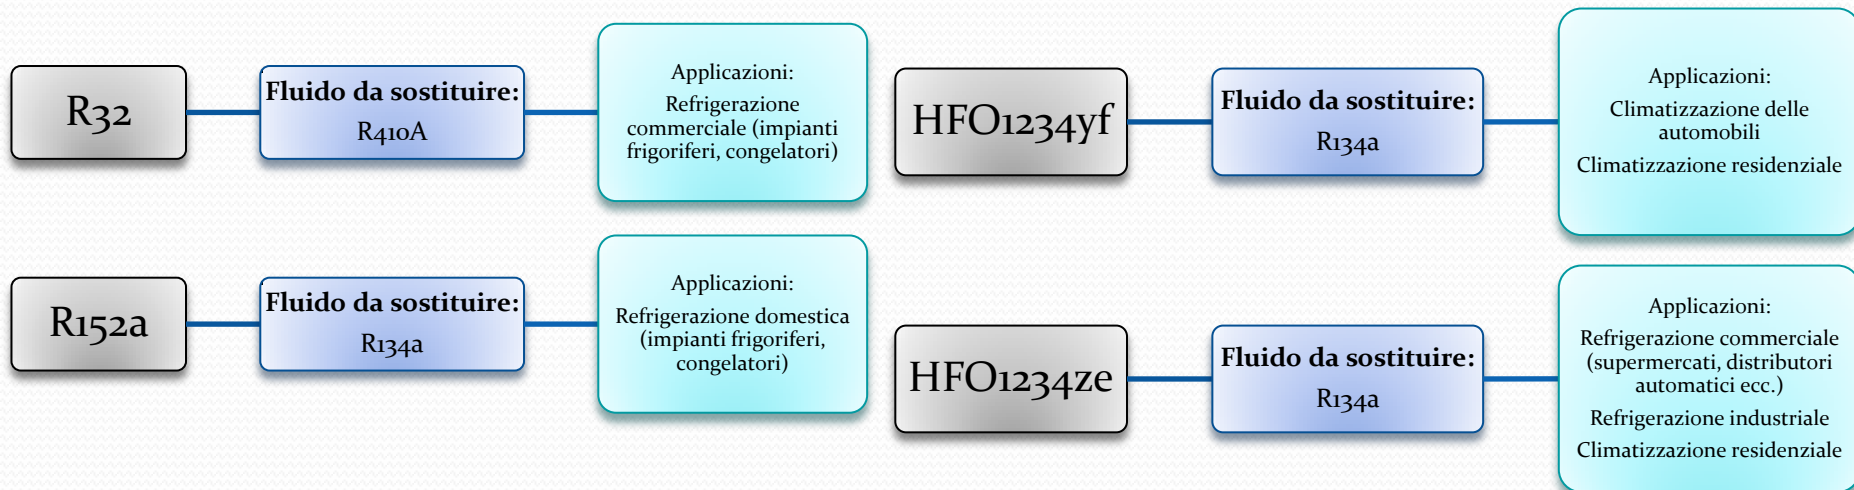 R32
Fluido da sostituire:
R410A
Applicazioni:
Refrigerazione
commerciale (impianti
frigoriferi, congelatori)
R152a
Fluido da sostituire:
R134a
Applicazioni:
Refrigerazione domestica
(impianti frigoriferi,
congelatori)
HFO1234yf
Fluido da sostituire:
R134a
Applicazioni:
Climatizzazione delle
automobili
Climatizzazione residenziale
HFO1234ze
Fluido da sostituire:
R134a
Applicazioni:
Refrigerazione commerciale
(supermercati, distributori
automatici ecc.)
Refrigerazione industriale
Climatizzazione residenziale